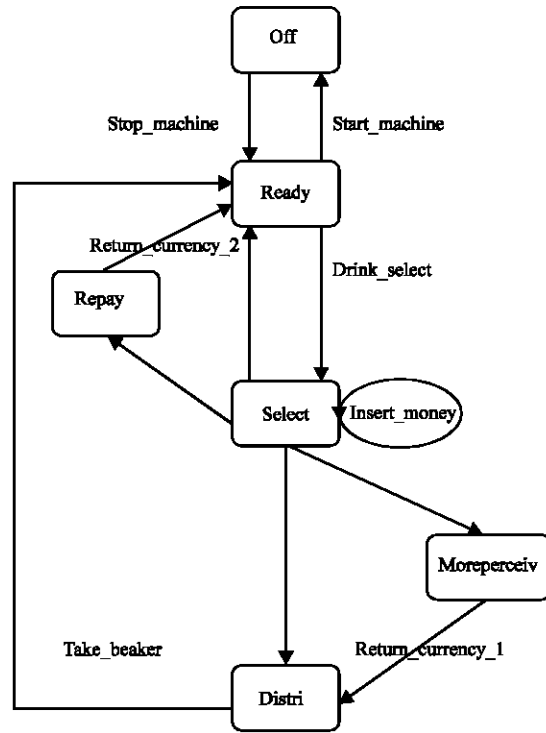 Off
Stop_machine
Start_machine
Ready
Return_currency_2
Drink_select
Repay
Select
Insert_money
Moreperceiv
Take_beaker
Return_currency_1
Distri